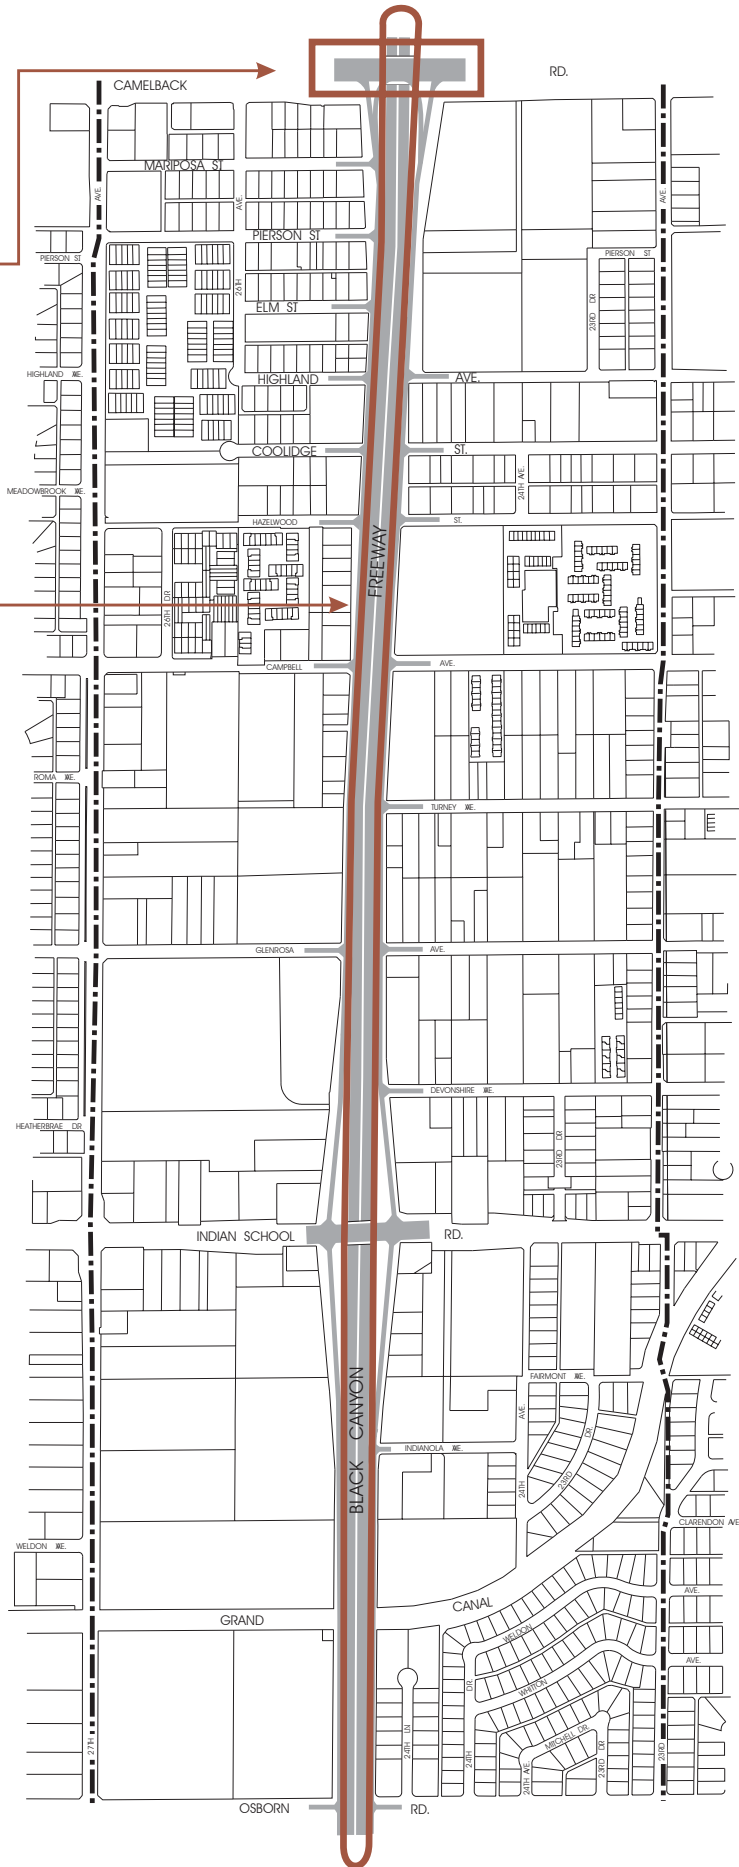 CAMELBACK RD.
MARIPOSA ST
AVE.
AVE.
AVE.
PIERSON ST
PIERSON ST
PIERSON ST
26TH
23RD DR
ELM ST
HIGHLAND AVE.
HIGHLAND AVE.
COOLIDGE ST.
24TH AVE.
MEADOWBROOK AVE.
HAZELWOOD ST.
FREEWAY
26TH DR
CAMPBELL AVE.
ROMA AVE.
TURNEY AVE.
GLENROSA AVE.
DEVONSHIRE AVE.
HEATHERBRAE DR
23RD DR
INDIAN SCHOOL RD.
FAIRMONT AVE.
BLACK CANYON
24TH AVE.
23RD DR.
INDIANOLA AVE.
CLARENDON AVE
WELDON AVE.
AVE.
GRAND CANAL
WELDON
AVE.
WHITTON
24TH DR.
24TH LN
MITCHELL DR.
24TH AVE.
23RD DR
27TH
23RD
OSBORN RD.